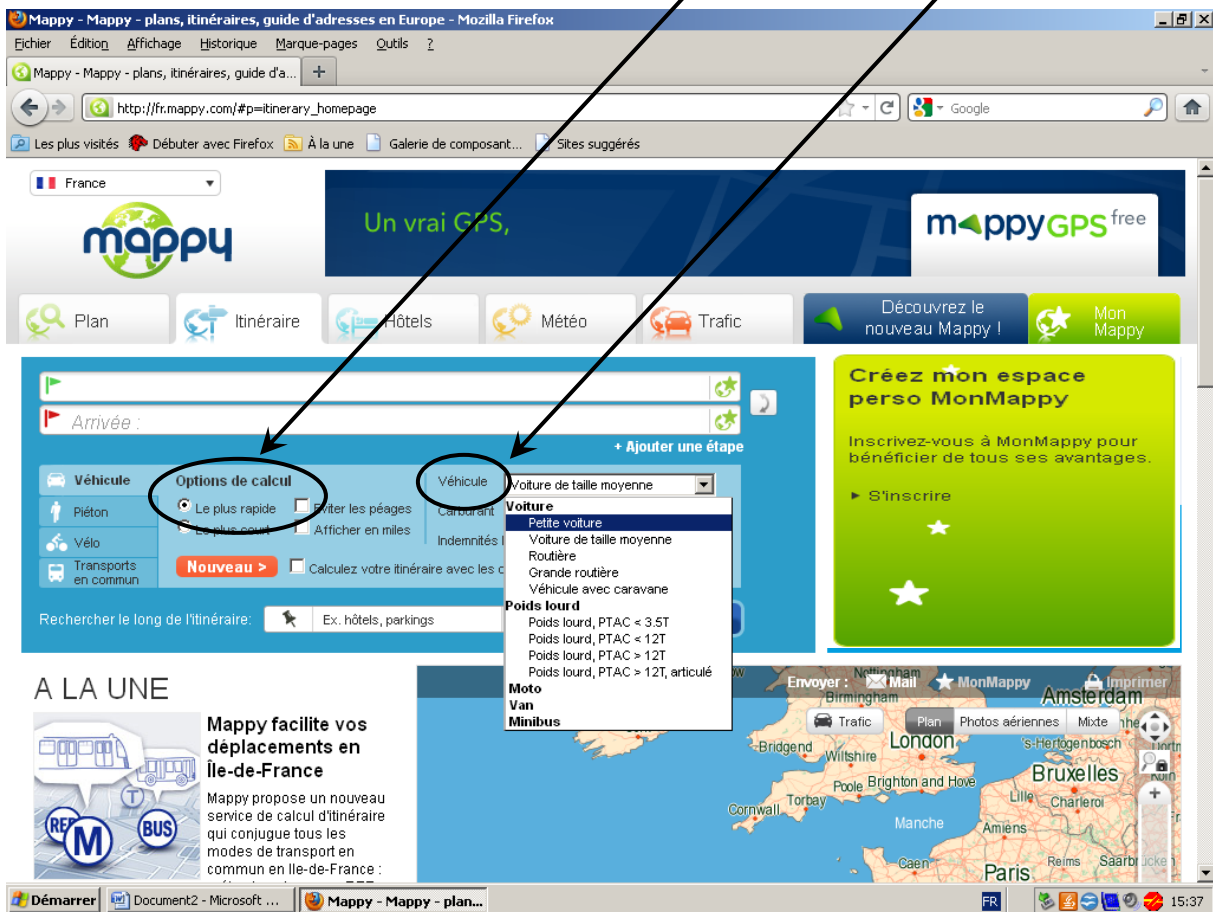 Mappy - Mappy - plans, itinéraires, guide d'adresses en Europe - Mozilla Firefox
Fichier Édition Affichage Historique Marque-pages Outils ?
Mappy - Mappy - plans, itinéraires, guide d'a... +
http://fr.mappy.com/#p=itinerary_homepage
Google
Les plus visités Débuter avec Firefox À la une Galerie de composant... Sites suggérés
France
mappy
Un vrai GPS,
mappyGPS free
Plan
Itinéraire
Hôtels
Météo
Trafic
Découvrez le
nouveau Mappy !
Mon
Mappy
Arrivée :
+ Ajouter une étape
Véhicule
Piéton
Vélo
Transports
en commun
Options de calcul
Le plus rapide Eviter les péages
Le plus court Afficher en miles
Nouveau > Calculez votre itinéraire avec les
Véhicule Voiture de taille moyenne
Carburant
Indemnités
Voiture
Petite voiture
Voiture de taille moyenne
Routière
Grande routière
Véhicule avec caravane
Poids lourd
Poids lourd, PTAC < 3.5T
Poids lourd, PTAC < 12T
Poids lourd, PTAC > 12T
Poids lourd, PTAC > 12T, articulé
Moto
Van
Minibus
Rechercher le long de l'itinéraire: Ex. hôtels, parkings
Créez mon espace
perso MonMappy
Inscrivez-vous à MonMappy pour
bénéficier de tous ses avantages.
► S'inscrire
A LA UNE
Mappy facilite vos
déplacements en
Île-de-France
Mappy propose un nouveau
service de calcul d'itinéraire
qui conjugue tous les
modes de transport en
commun en Ile-de-France :
RER
M
T
BUS
Envoyer : Mail MonMappy Imprimer
Trafic Plan Photos aériennes Mixte
Nottingham
Birmingham
Amsterdam
London
's-Hertogenbosch
Bridgend
Wiltshire
Bruxelles
Poole
Brighton and Hove
Lille
Charleroi
Torbay
Cornwall
Manche
Amiens
Caen
Paris
Reims
Démarrer Document2 - Microsoft ... Mappy - Mappy - plan... FR 15:37